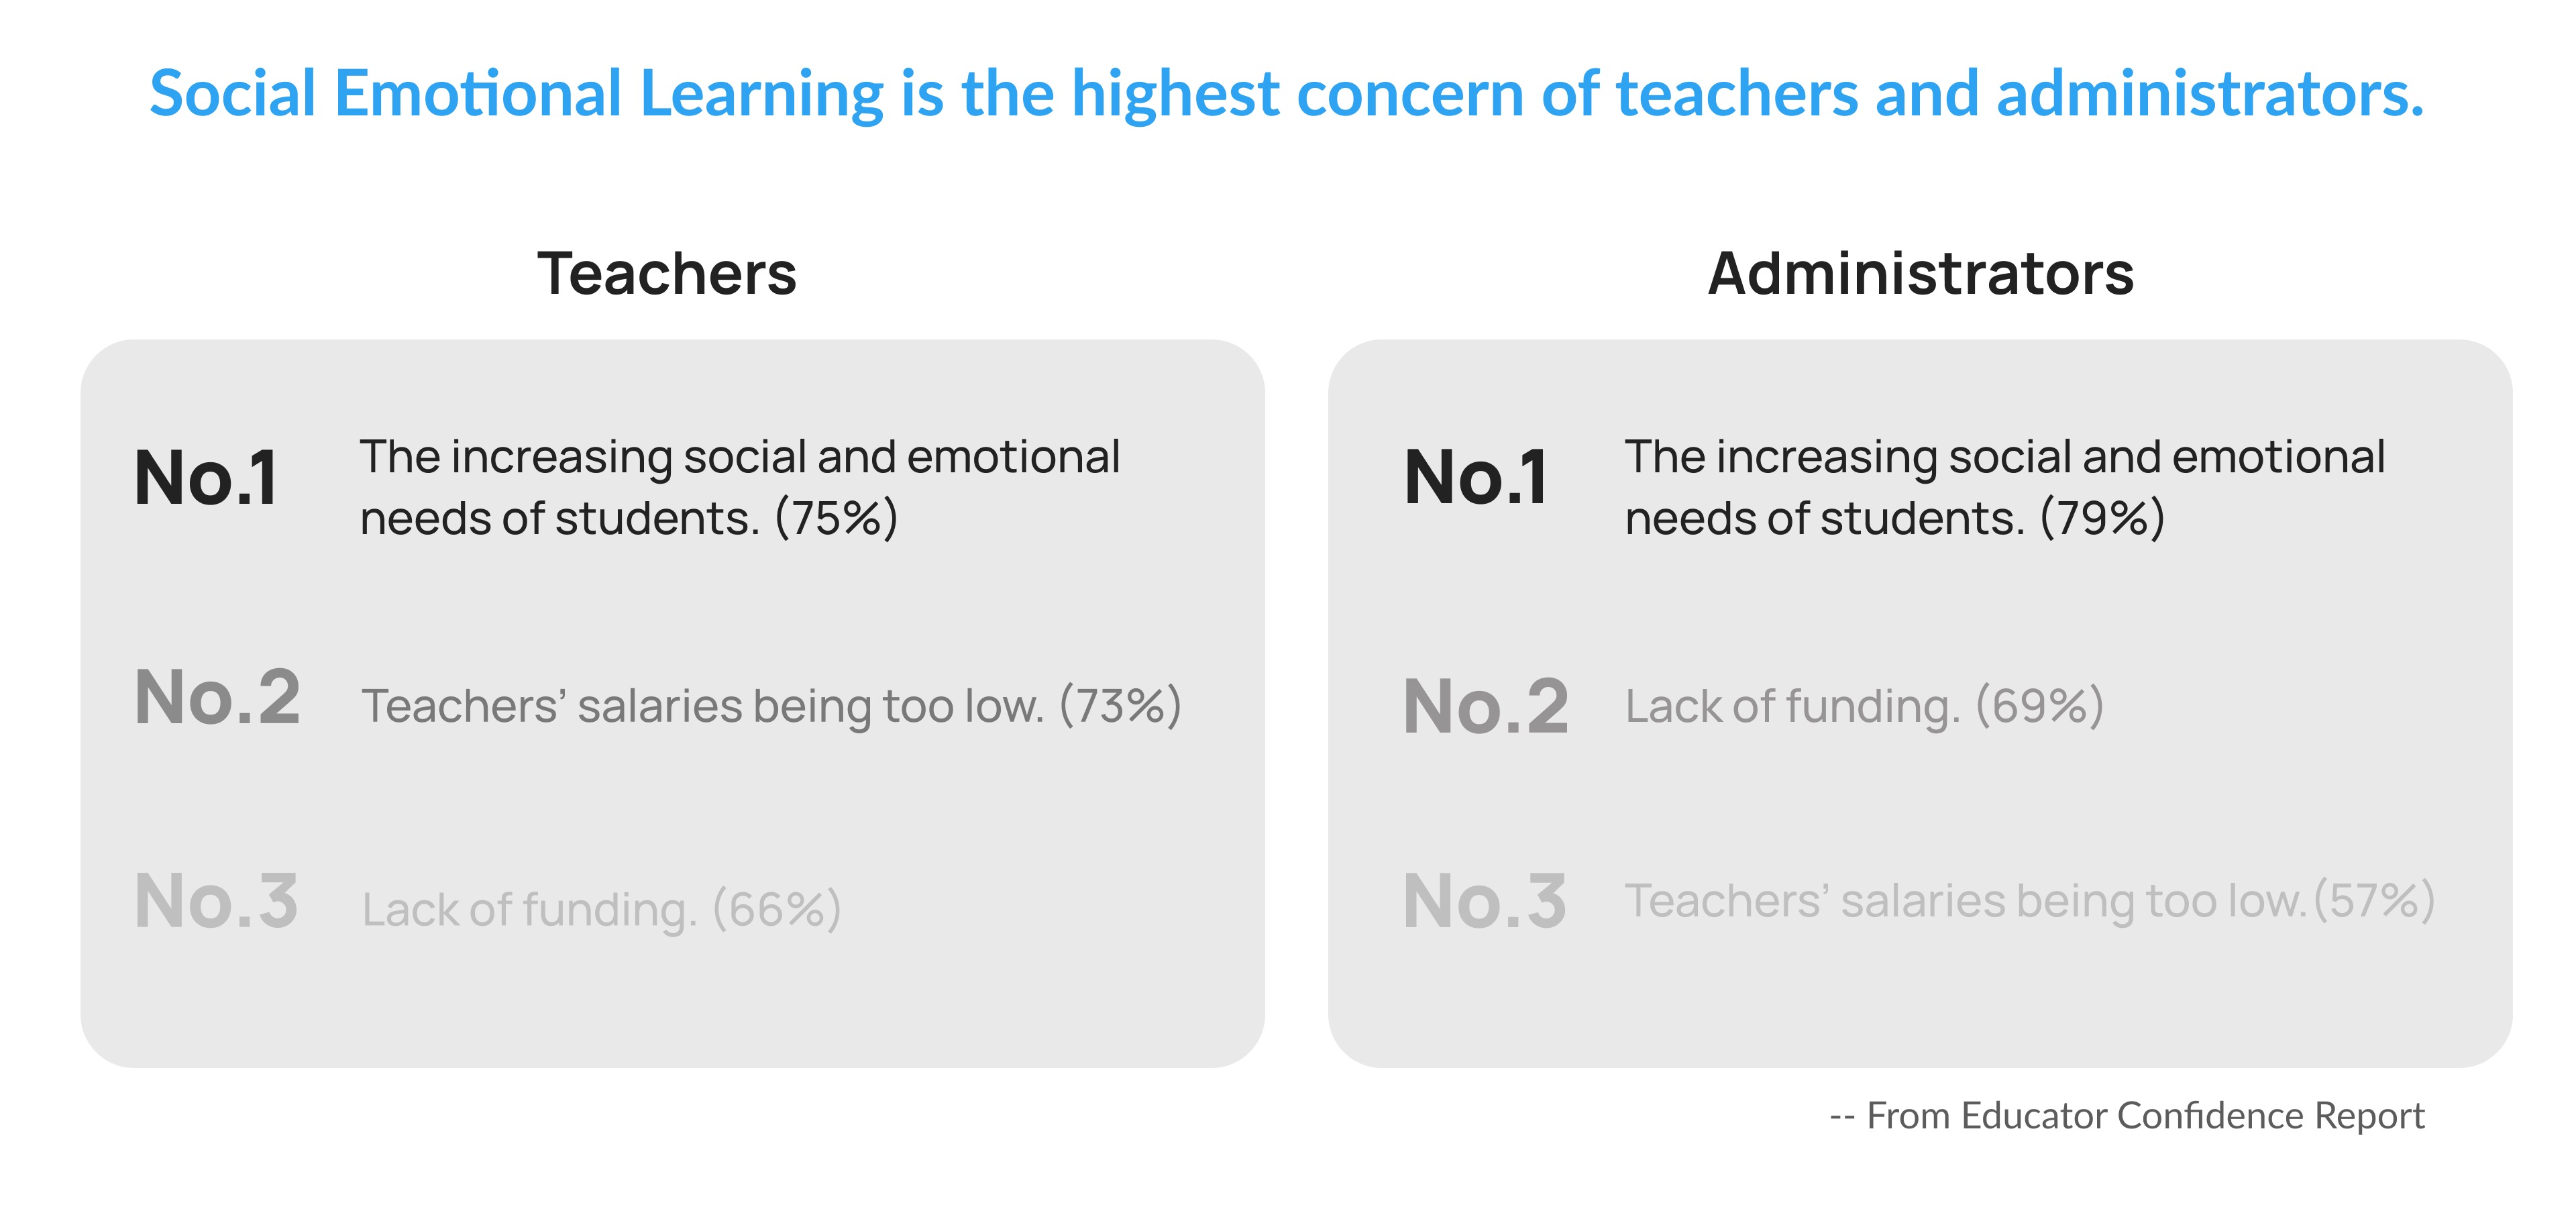 Social Emotional Learning is the highest concern of teachers and administrators.
Teachers
No.1
The increasing social and emotional
needs of students. (75%)
No.2
Teachers’ salaries being too low. (73%)
No.3
Lack of funding. (66%)
Administrators
No.1
The increasing social and emotional
needs of students. (79%)
No.2
Lack of funding. (69%)
No.3
Teachers’ salaries being too low.(57%)
-- From Educator Confidence Report